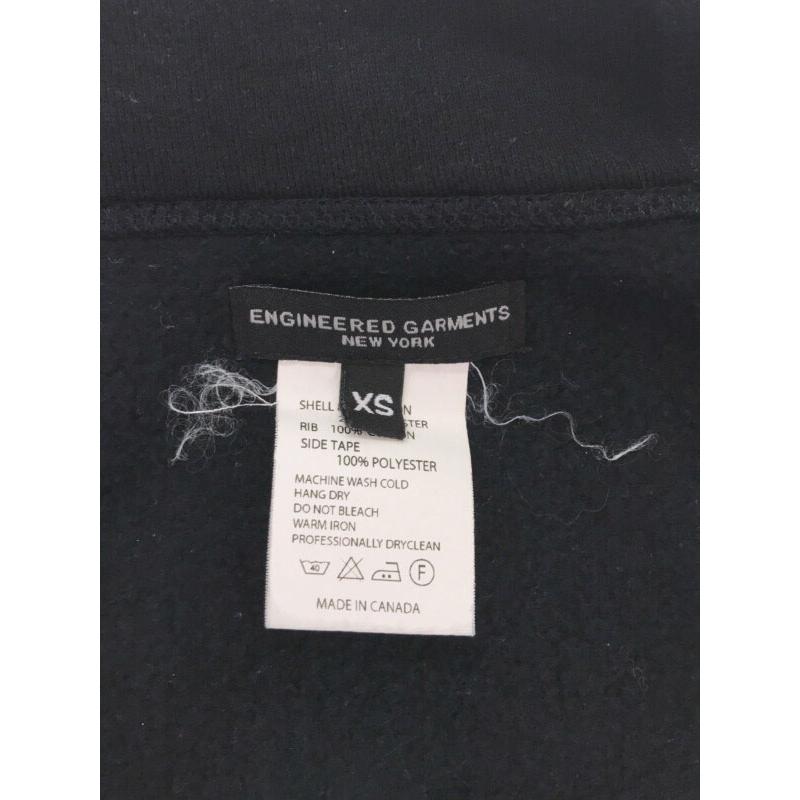 ENGINEERED GARMENTS
NEW YORK
XS
SHELL
RIB 100%
SIDE TAPE
100% POLYESTER
MACHINE WASH COLD
HANG DRY
DO NOT BLEACH
WARM IRON
PROFESSIONALLY DRYCLEAN
40 F
MADE IN CANADA